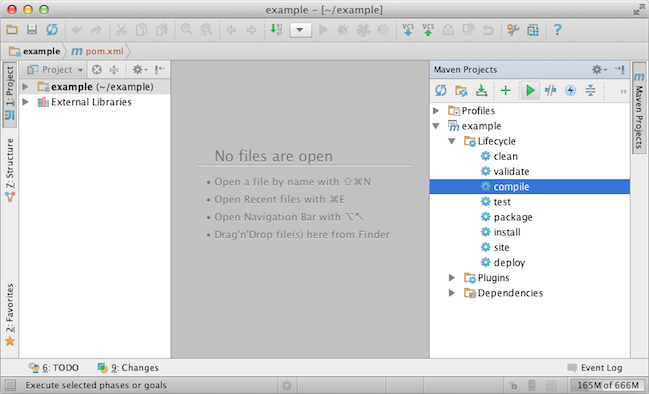 example – [~/example]
VCS VCS
example m pom.xml
Project Maven Projects
1: Project
example (~/example)
External Libraries
Z: Structure
2: Favorites
No files are open
• Open a file by name with ⇧⌘N
• Open Recent files with ⌘E
• Open Navigation Bar with ⌥↖
• Drag'n'Drop file(s) here from Finder
Profiles
example
Lifecycle
clean
validate
compile
test
package
install
site
deploy
Plugins
Dependencies
m Maven Projects
6: TODO 9: Changes Event Log
Execute selected phases or goals 165M of 666M